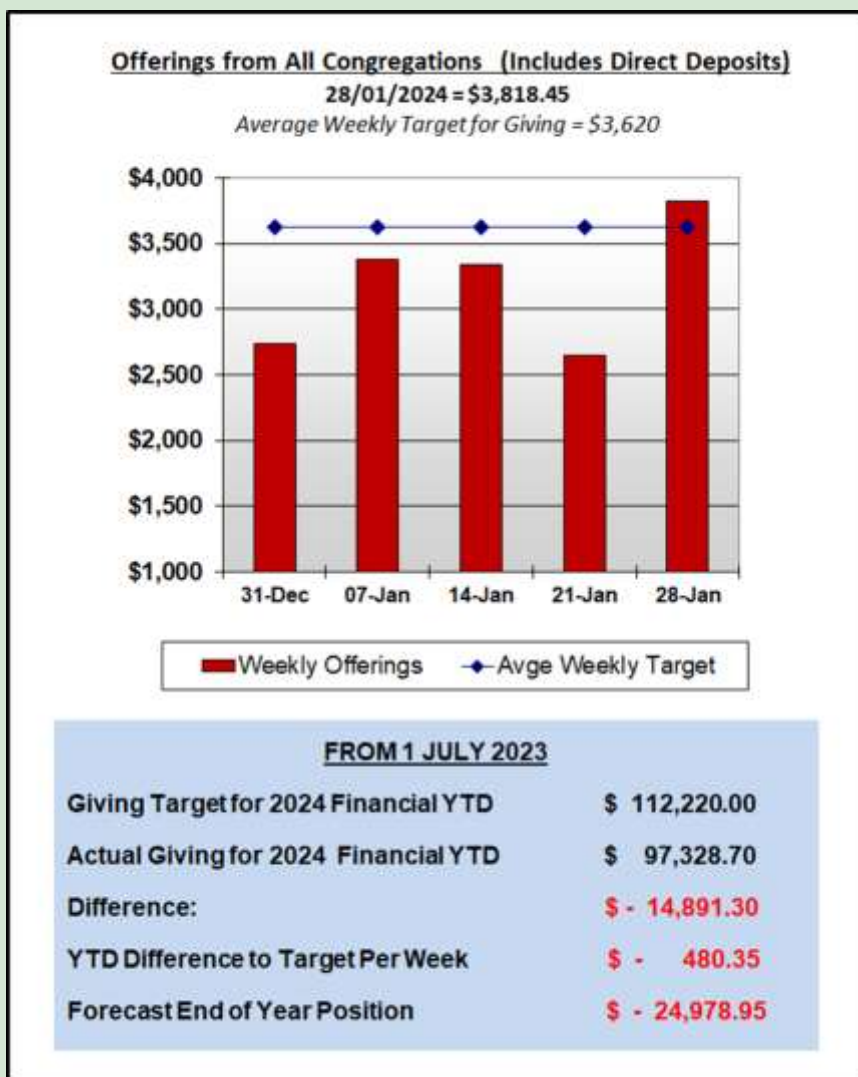 Offerings from All Congregations (Includes Direct Deposits)
28/01/2024 = $3,818.45
Average Weekly Target for Giving = $3,620
$4,000
$3,500
$3,000
$2,500
$2,000
$1,500
$1,000
31-Dec 07-Jan 14-Jan 21-Jan 28-Jan
Weekly Offerings Avge Weekly Target
FROM 1 JULY 2023
Giving Target for 2024 Financial YTD $ 112,220.00
Actual Giving for 2024 Financial YTD $ 97,328.70
Difference: $ - 14,891.30
YTD Difference to Target Per Week $ - 480.35
Forecast End of Year Position $ - 24,978.95